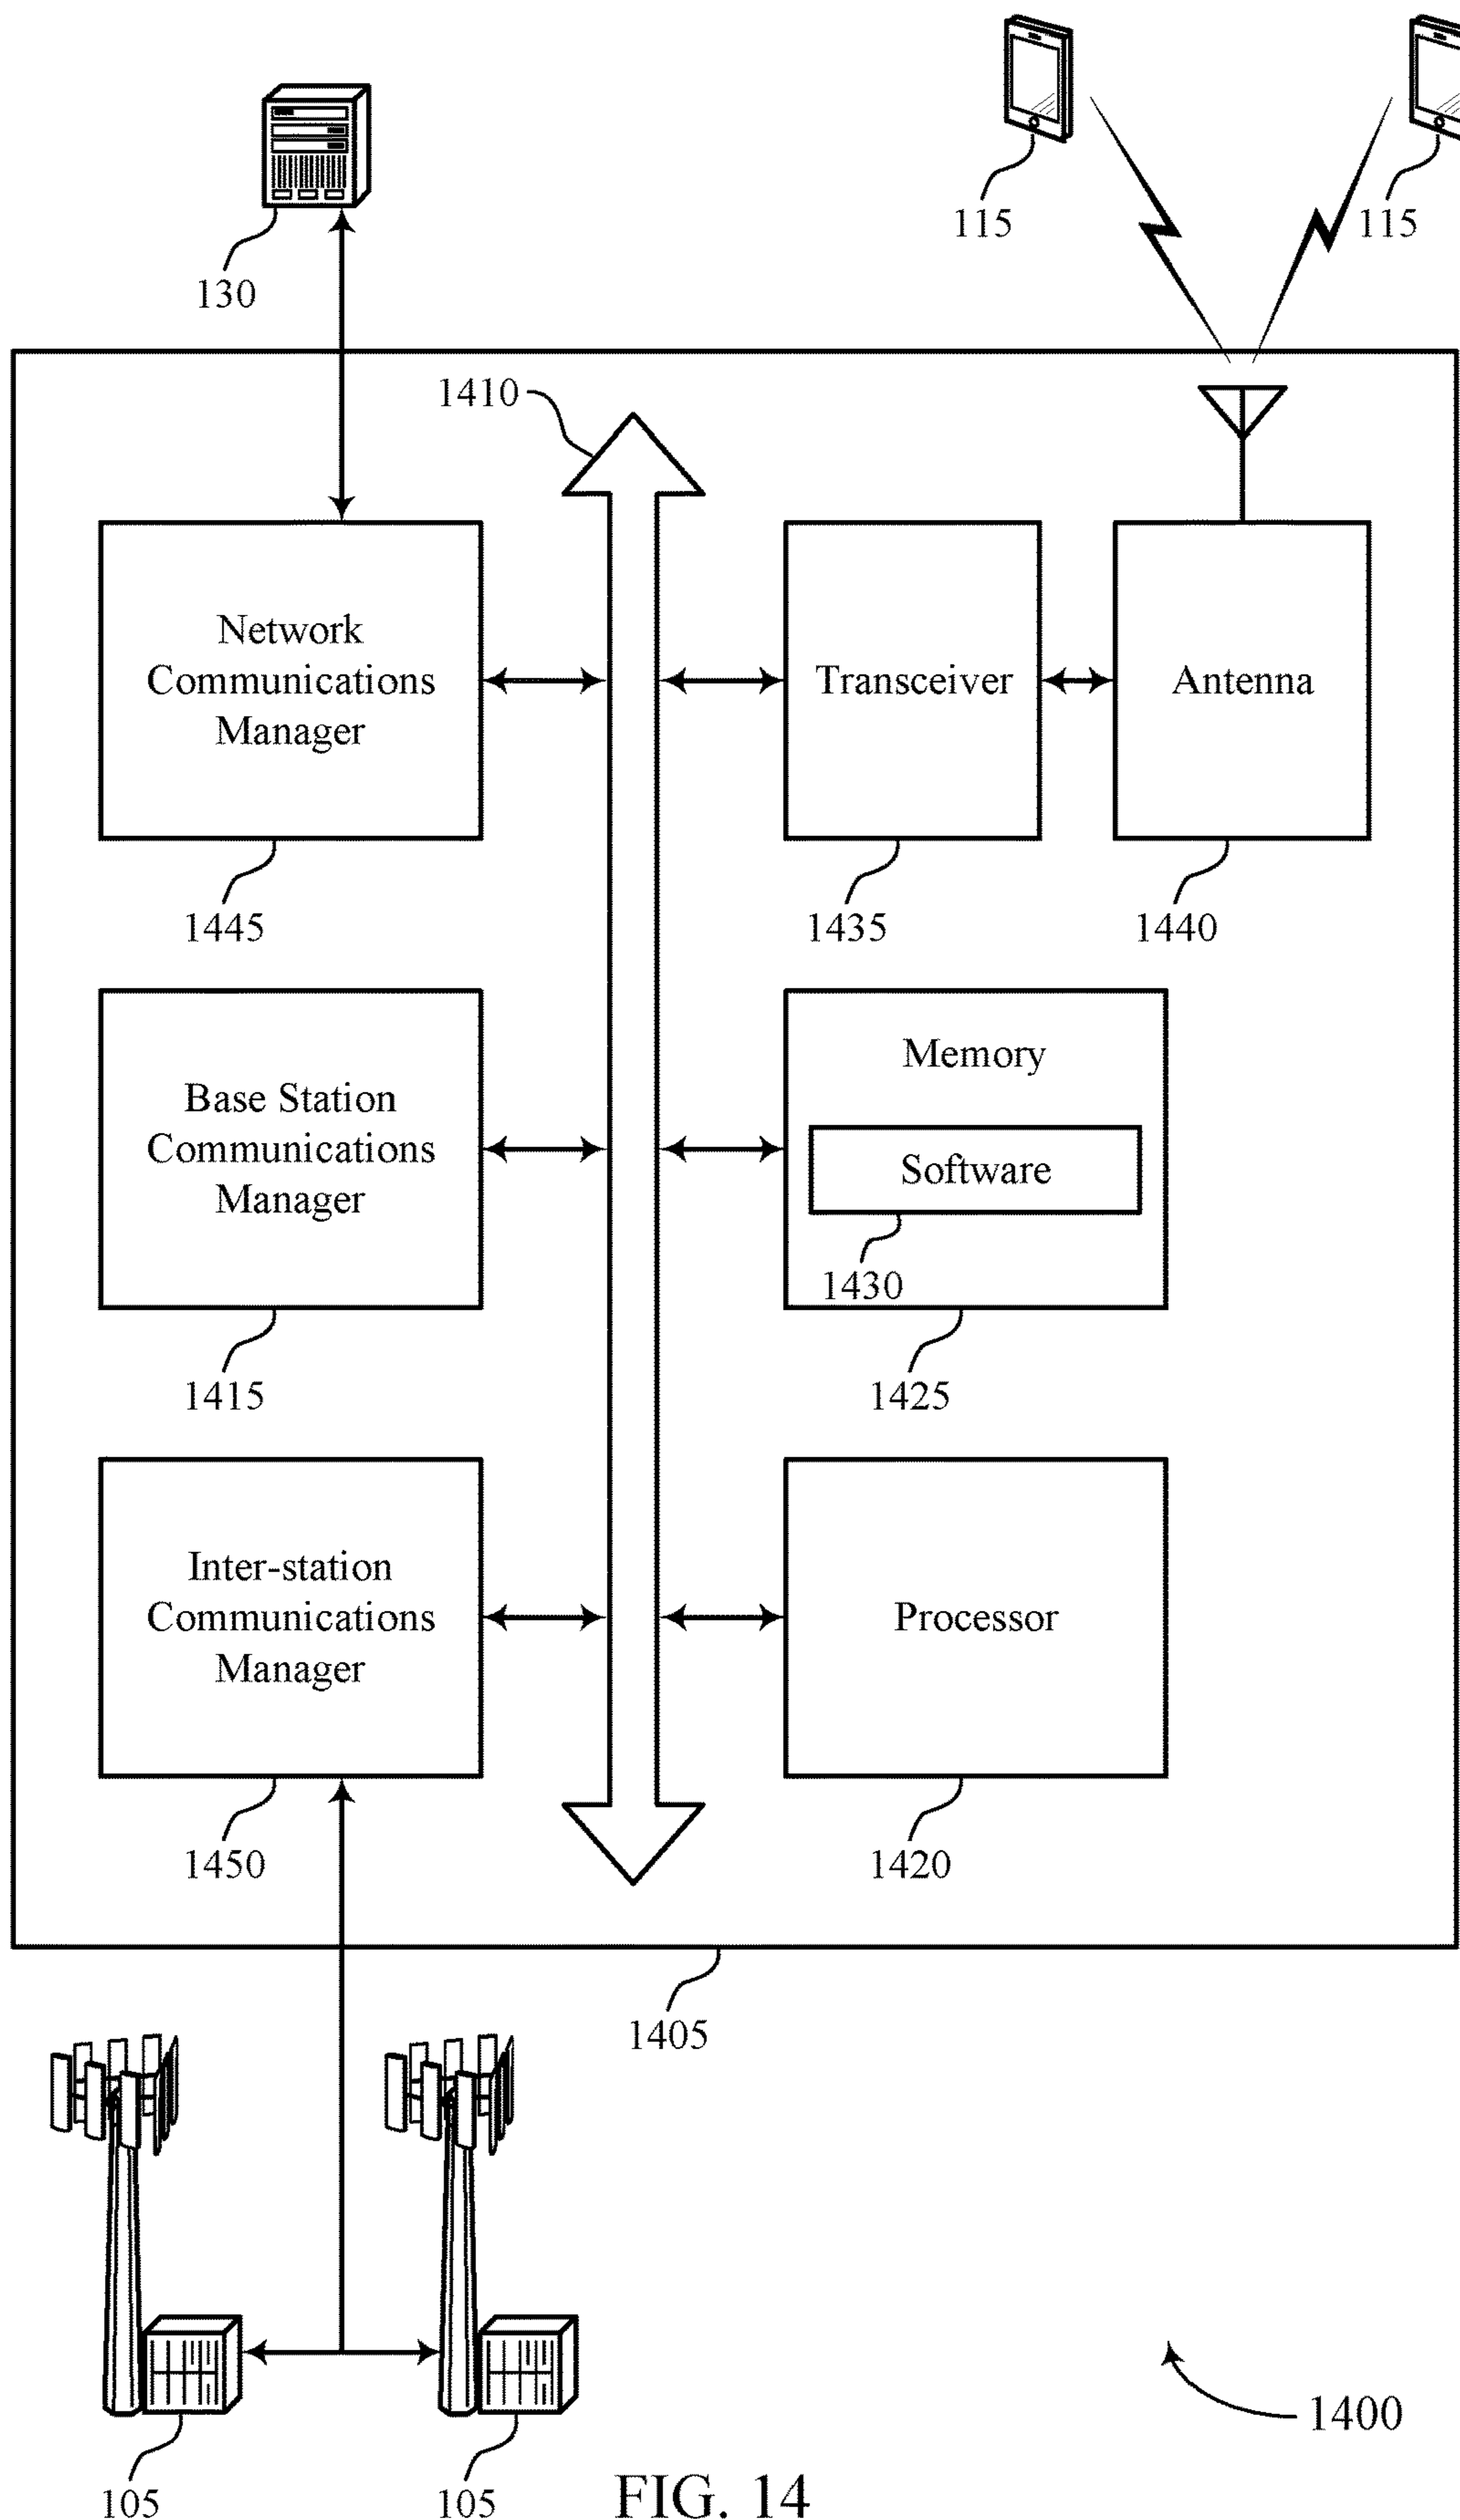 115
115
130
1410
Network
Communications
Manager
Transceiver
Antenna
1445
1435
1440
Base Station
Communications
Manager
Memory
Software
1430
1415
1425
Inter-station
Communications
Manager
Processor
1450
1420
1405
1400
105
105
FIG. 14